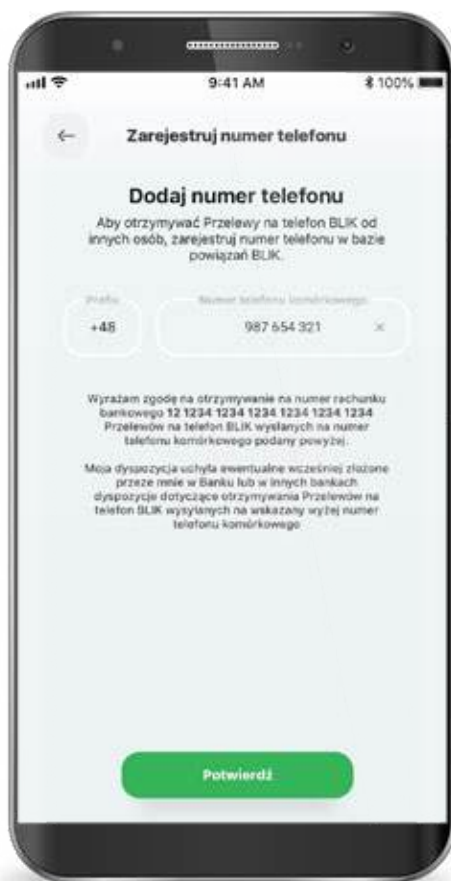 9:41 AM
100%
Zarejestruj numer telefonu
Dodaj numer telefonu
Aby otrzymywać Przelewy na telefon BLIK od
innych osób, zarejestruj numer telefonu w bazie
powiązań BLIK.
Prefix Numer telefonu komórkowego
+48 987 654 321
Wyrażam zgodę na otrzymywanie na numer rachunku
bankowego 12 1234 1234 1234 1234 1234 1234
Przelewów na telefon BLIK wysłanych na numer
telefonu komórkowego podany powyżej.
Moja dyspozycja uchyla ewentualne wcześniej złożone
przeze mnie w Banku lub w innych bankach
dyspozycje dotyczące otrzymywania Przelewów na
telefon BLIK wysyłanych na wskazany wyżej numer
telefonu komórkowego
Potwierdź